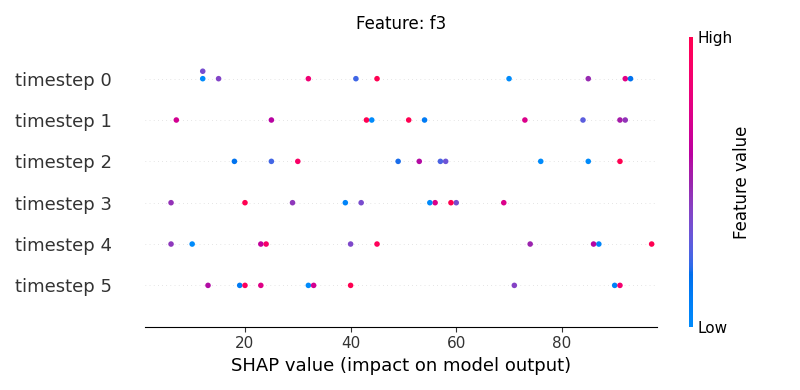 Feature: f3
High
timestep 0
timestep 1
timestep 2
timestep 3
timestep 4
timestep 5
Feature value
Low
20 40 60 80
SHAP value (impact on model output)